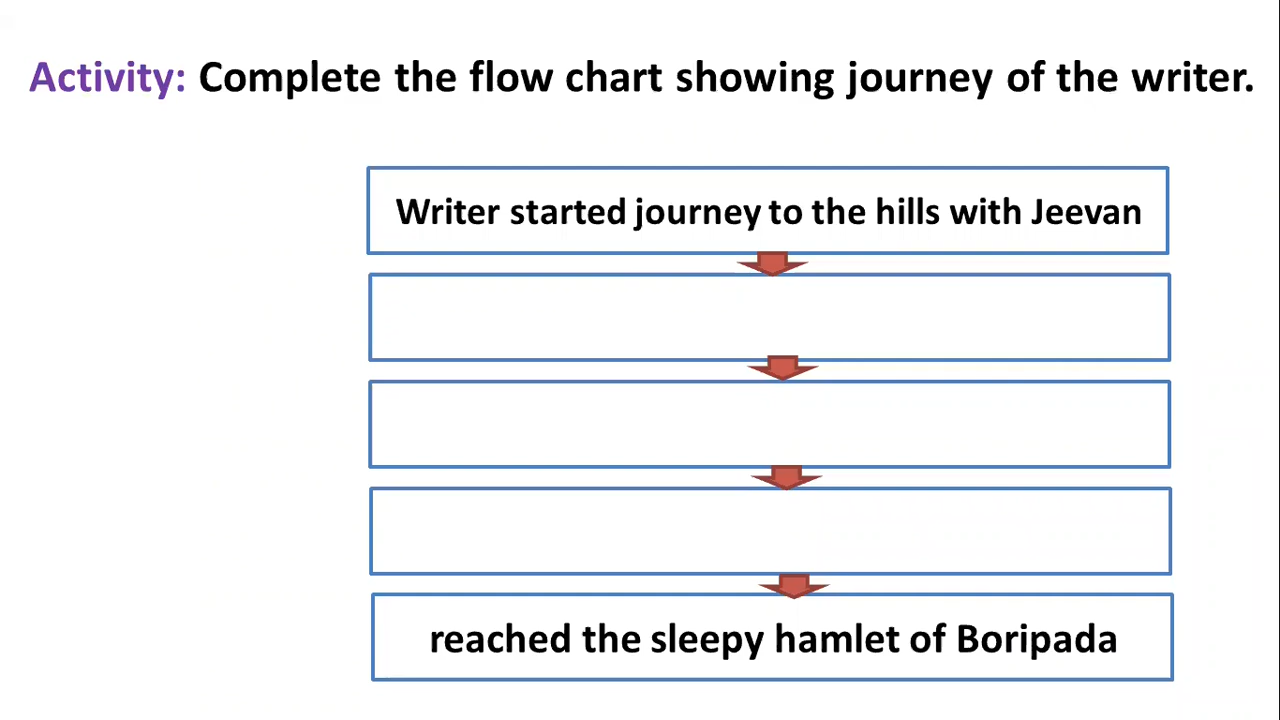 Activity: Complete the flow chart showing journey of the writer.
Writer started journey to the hills with Jeevan
reached the sleepy hamlet of Boripada